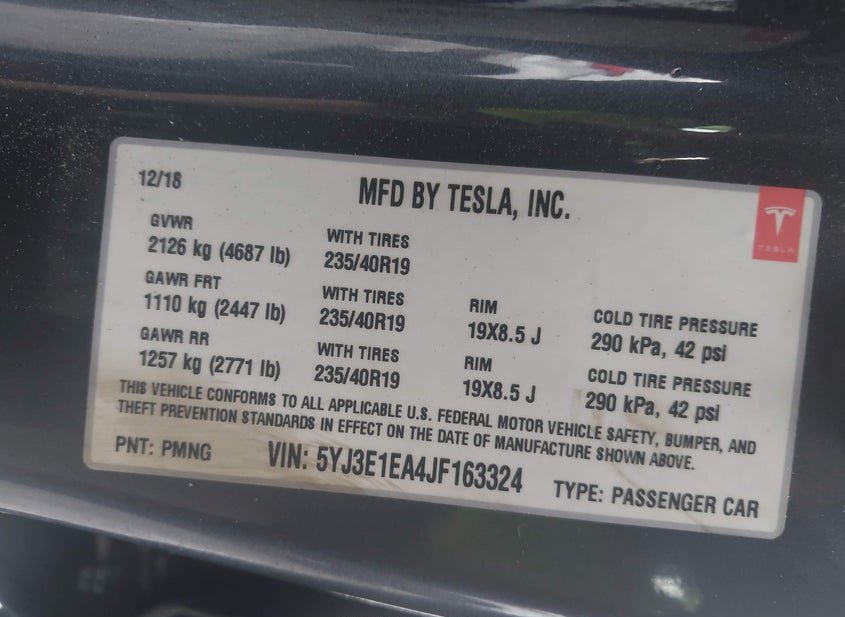 12/18
MFD BY TESLA, INC.
TESLA
GVWR
2126 kg (4687 lb)
WITH TIRES
235/40R19
GAWR FRT
1110 kg (2447 lb)
WITH TIRES
235/40R19
RIM
19X8.5 J
COLD TIRE PRESSURE
290 kPa, 42 psi
GAWR RR
1257 kg (2771 lb)
WITH TIRES
235/40R19
RIM
19X8.5 J
COLD TIRE PRESSURE
290 kPa, 42 psi
THIS VEHICLE CONFORMS TO ALL APPLICABLE U.S. FEDERAL MOTOR VEHICLE SAFETY, BUMPER, AND
THEFT PREVENTION STANDARDS IN EFFECT ON THE DATE OF MANUFACTURE SHOWN ABOVE.
PNT: PMNG
VIN: 5YJ3E1EA4JF163324
TYPE: PASSENGER CAR